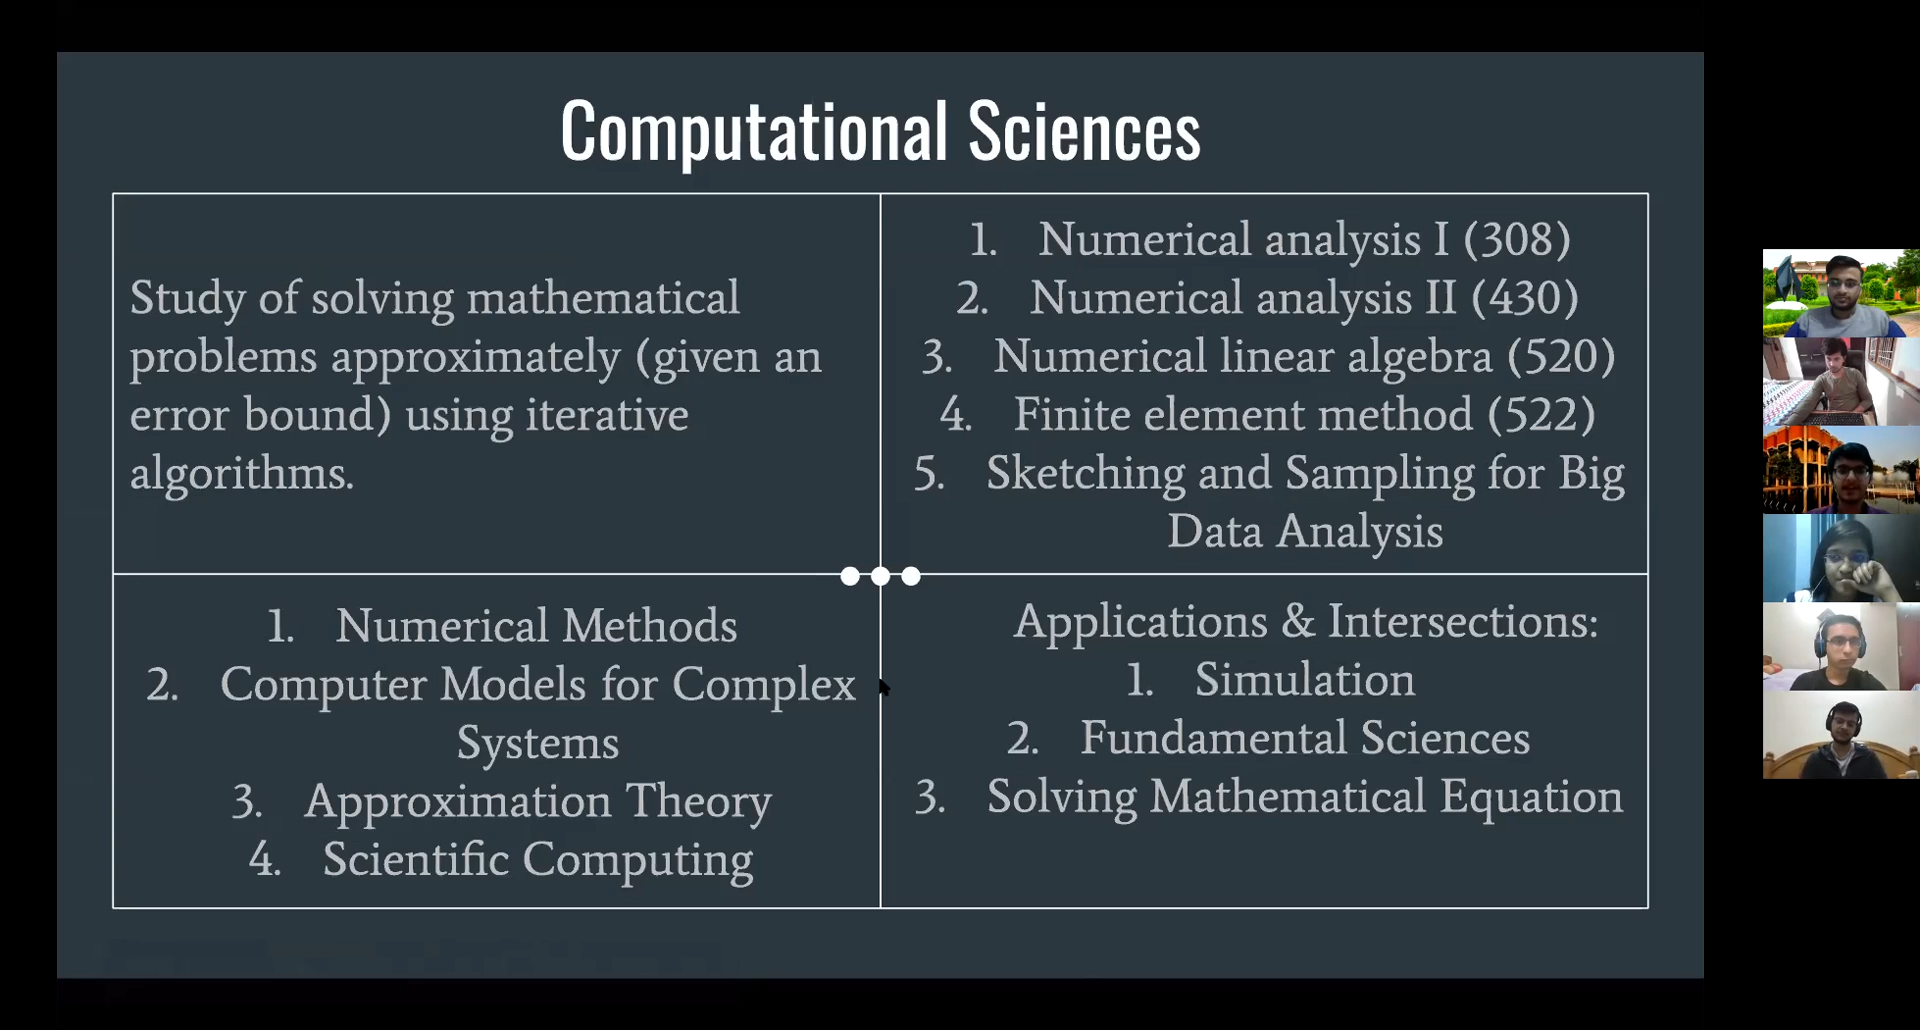 Computational Sciences
Study of solving mathematical
problems approximately (given an
error bound) using iterative
algorithms.
1. Numerical analysis I (308)
2. Numerical analysis II (430)
3. Numerical linear algebra (520)
4. Finite element method (522)
5. Sketching and Sampling for Big
Data Analysis
1. Numerical Methods
2. Computer Models for Complex
Systems
3. Approximation Theory
4. Scientific Computing
Applications & Intersections:
1. Simulation
2. Fundamental Sciences
3. Solving Mathematical Equation